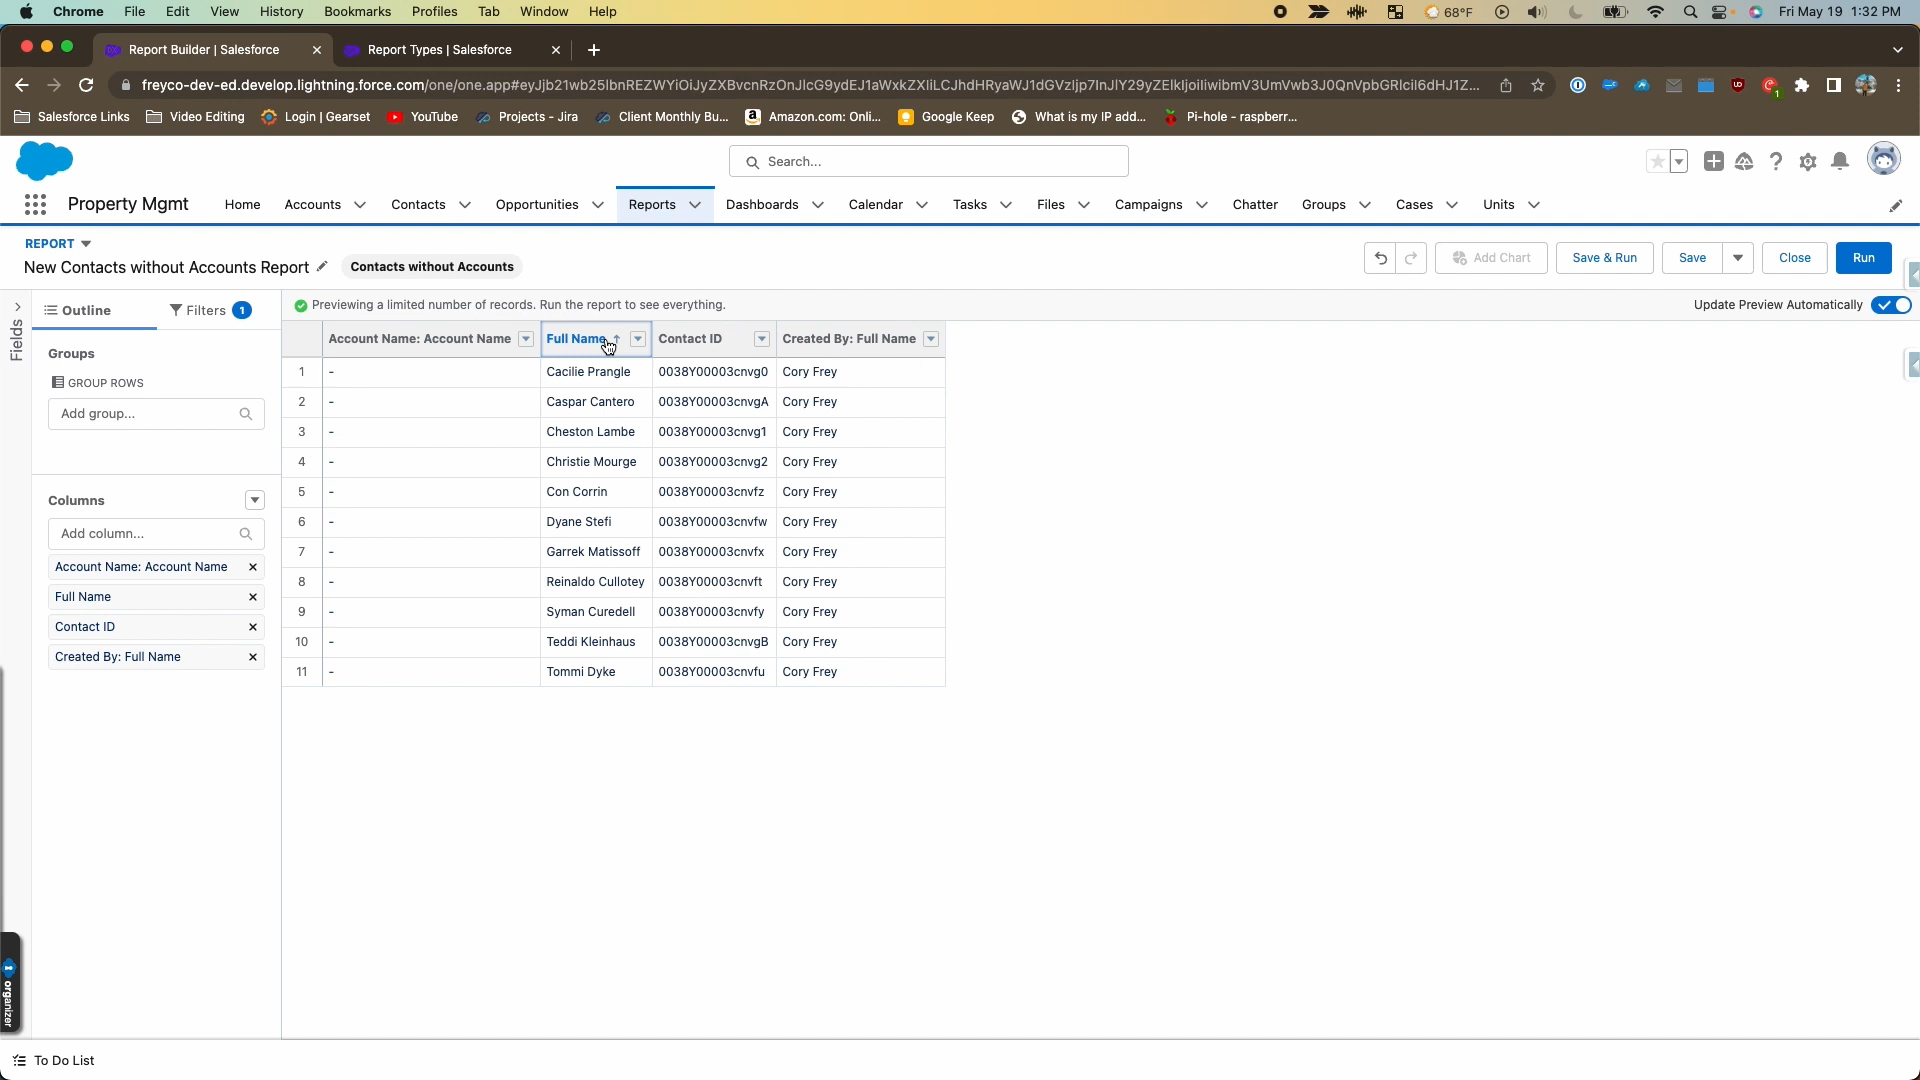 Chrome File Edit View History Bookmarks Profiles Tab Window Help 68°F Fri May 19 1:32 PM
Report Builder | Salesforce Report Types | Salesforce
freyco-dev-ed.develop.lightning.force.com
Salesforce Links Video Editing Login | Gearset YouTube Projects - Jira Client Monthly Bu... Amazon.com: Onli... Google Keep What is my IP add... Pi-hole - raspberr...
Search...
Property Mgmt Home Accounts Contacts Opportunities Reports Dashboards Calendar Tasks Files Campaigns Chatter Groups Cases Units
REPORT
New Contacts without Accounts Report Contacts without Accounts Add Chart Save & Run Save Close Run
Fields
Outline Filters 1
Previewing a limited number of records. Run the report to see everything. Update Preview Automatically
Groups
GROUP ROWS
Add group...
Columns
Add column...
Account Name: Account Name
Full Name
Contact ID
Created By: Full Name
Account Name: Account Name Full Name Contact ID Created By: Full Name
1 - Cacilie Prangle 0038Y00003cnvg0 Cory Frey
2 - Caspar Cantero 0038Y00003cnvgA Cory Frey
3 - Cheston Lambe 0038Y00003cnvg1 Cory Frey
4 - Christie Mourge 0038Y00003cnvg2 Cory Frey
5 - Con Corrin 0038Y00003cnvfz Cory Frey
6 - Dyane Stefi 0038Y00003cnvfw Cory Frey
7 - Garrek Matissoff 0038Y00003cnvfx Cory Frey
8 - Reinaldo Cullotey 0038Y00003cnvft Cory Frey
9 - Syman Curedell 0038Y00003cnvfy Cory Frey
10 - Teddi Kleinhaus 0038Y00003cnvgB Cory Frey
11 - Tommi Dyke 0038Y00003cnvfu Cory Frey
organizer
To Do List